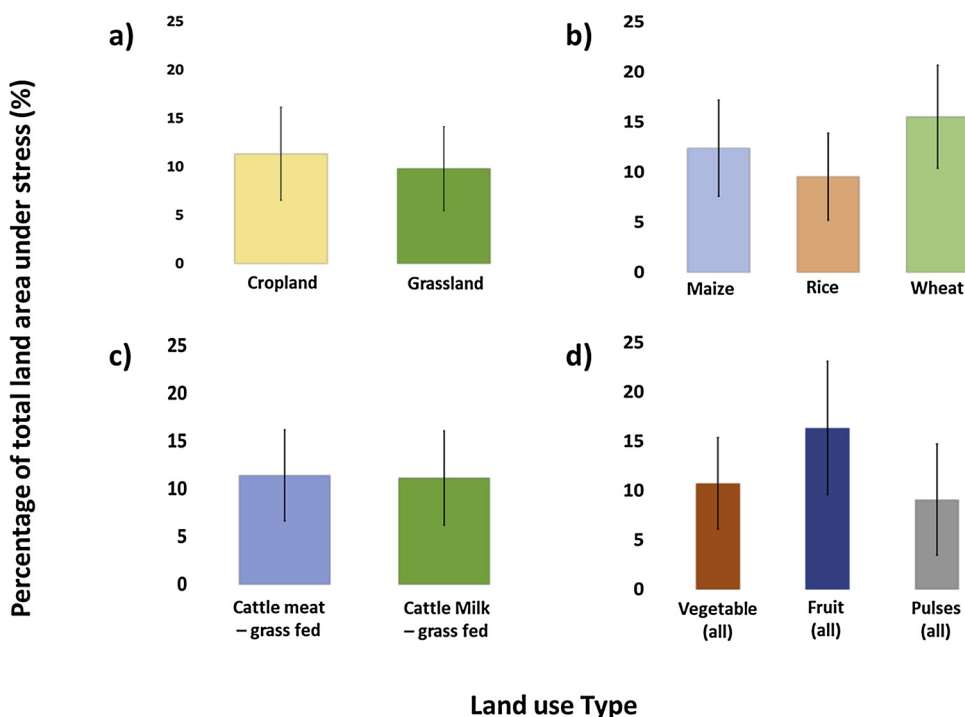 Percentage of total land area under stress (%)
a)
25
20
15
10
5
0
Cropland
Grassland
b)
25
20
15
10
5
0
Maize
Rice
Wheat
c)
25
20
15
10
5
0
Cattle meat
– grass fed
Cattle Milk
– grass fed
d)
25
20
15
10
5
0
Vegetable
(all)
Fruit
(all)
Pulses
(all)
Land use Type